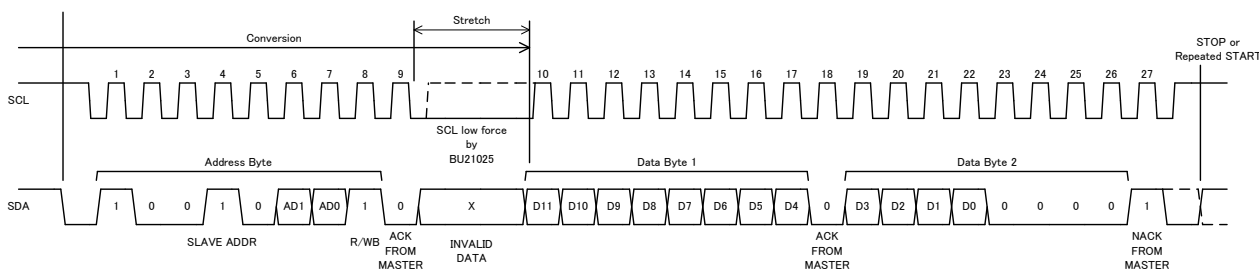 Stretch
Conversion
STOP or
Repeated START
1 2 3 4 5 6 7 8 9 10 11 12 13 14 15 16 17 18 19 20 21 22 23 24 25 26 27
SCL
SCL low force
by
BU21025
Address Byte Data Byte 1 Data Byte 2
SDA 1 0 0 1 0 AD1 AD0 1 0 X D11 D10 D9 D8 D7 D6 D5 D4 0 D3 D2 D1 D0 0 0 0 0 1
SLAVE ADDR R/WB
ACK
FROM
MASTER
INVALID
DATA
ACK
FROM
MASTER
NACK
FROM
MASTER